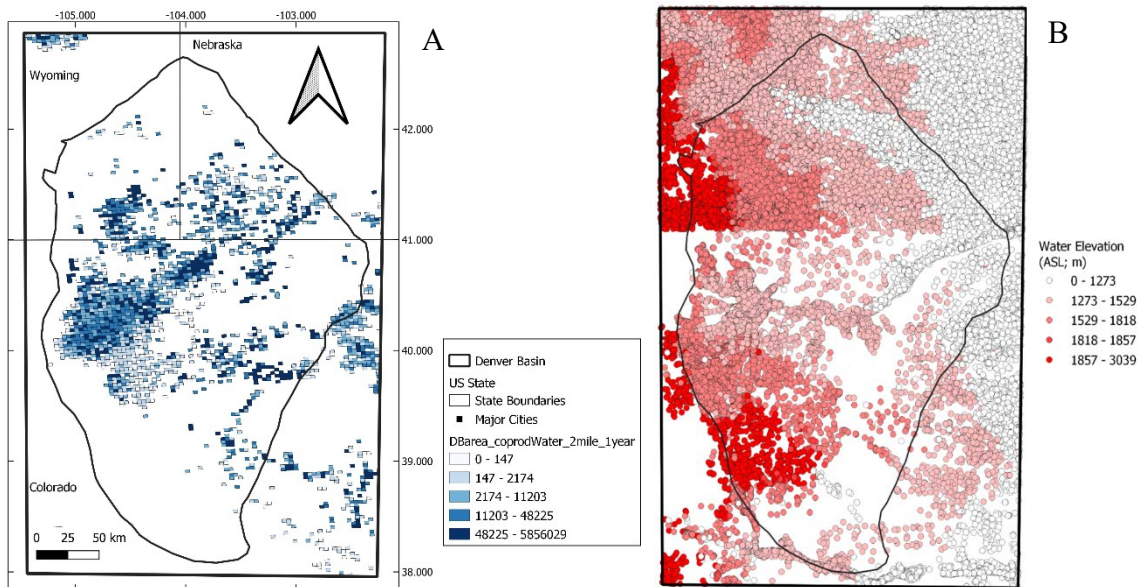 -105.000
-104.000
-103.000
A
Nebraska
Wyoming
42.000
41.000
40.000
39.000
38.000
Colorado
0 25 50 km
Denver Basin
US State
State Boundaries
Major Cities
DBarea_coprodWater_2mile_1year
0 - 147
147 - 2174
2174 - 11203
11203 - 48225
48225 - 5856029
B
Water Elevation
(ASL; m)
0 - 1273
1273 - 1529
1529 - 1818
1818 - 1857
1857 - 3039